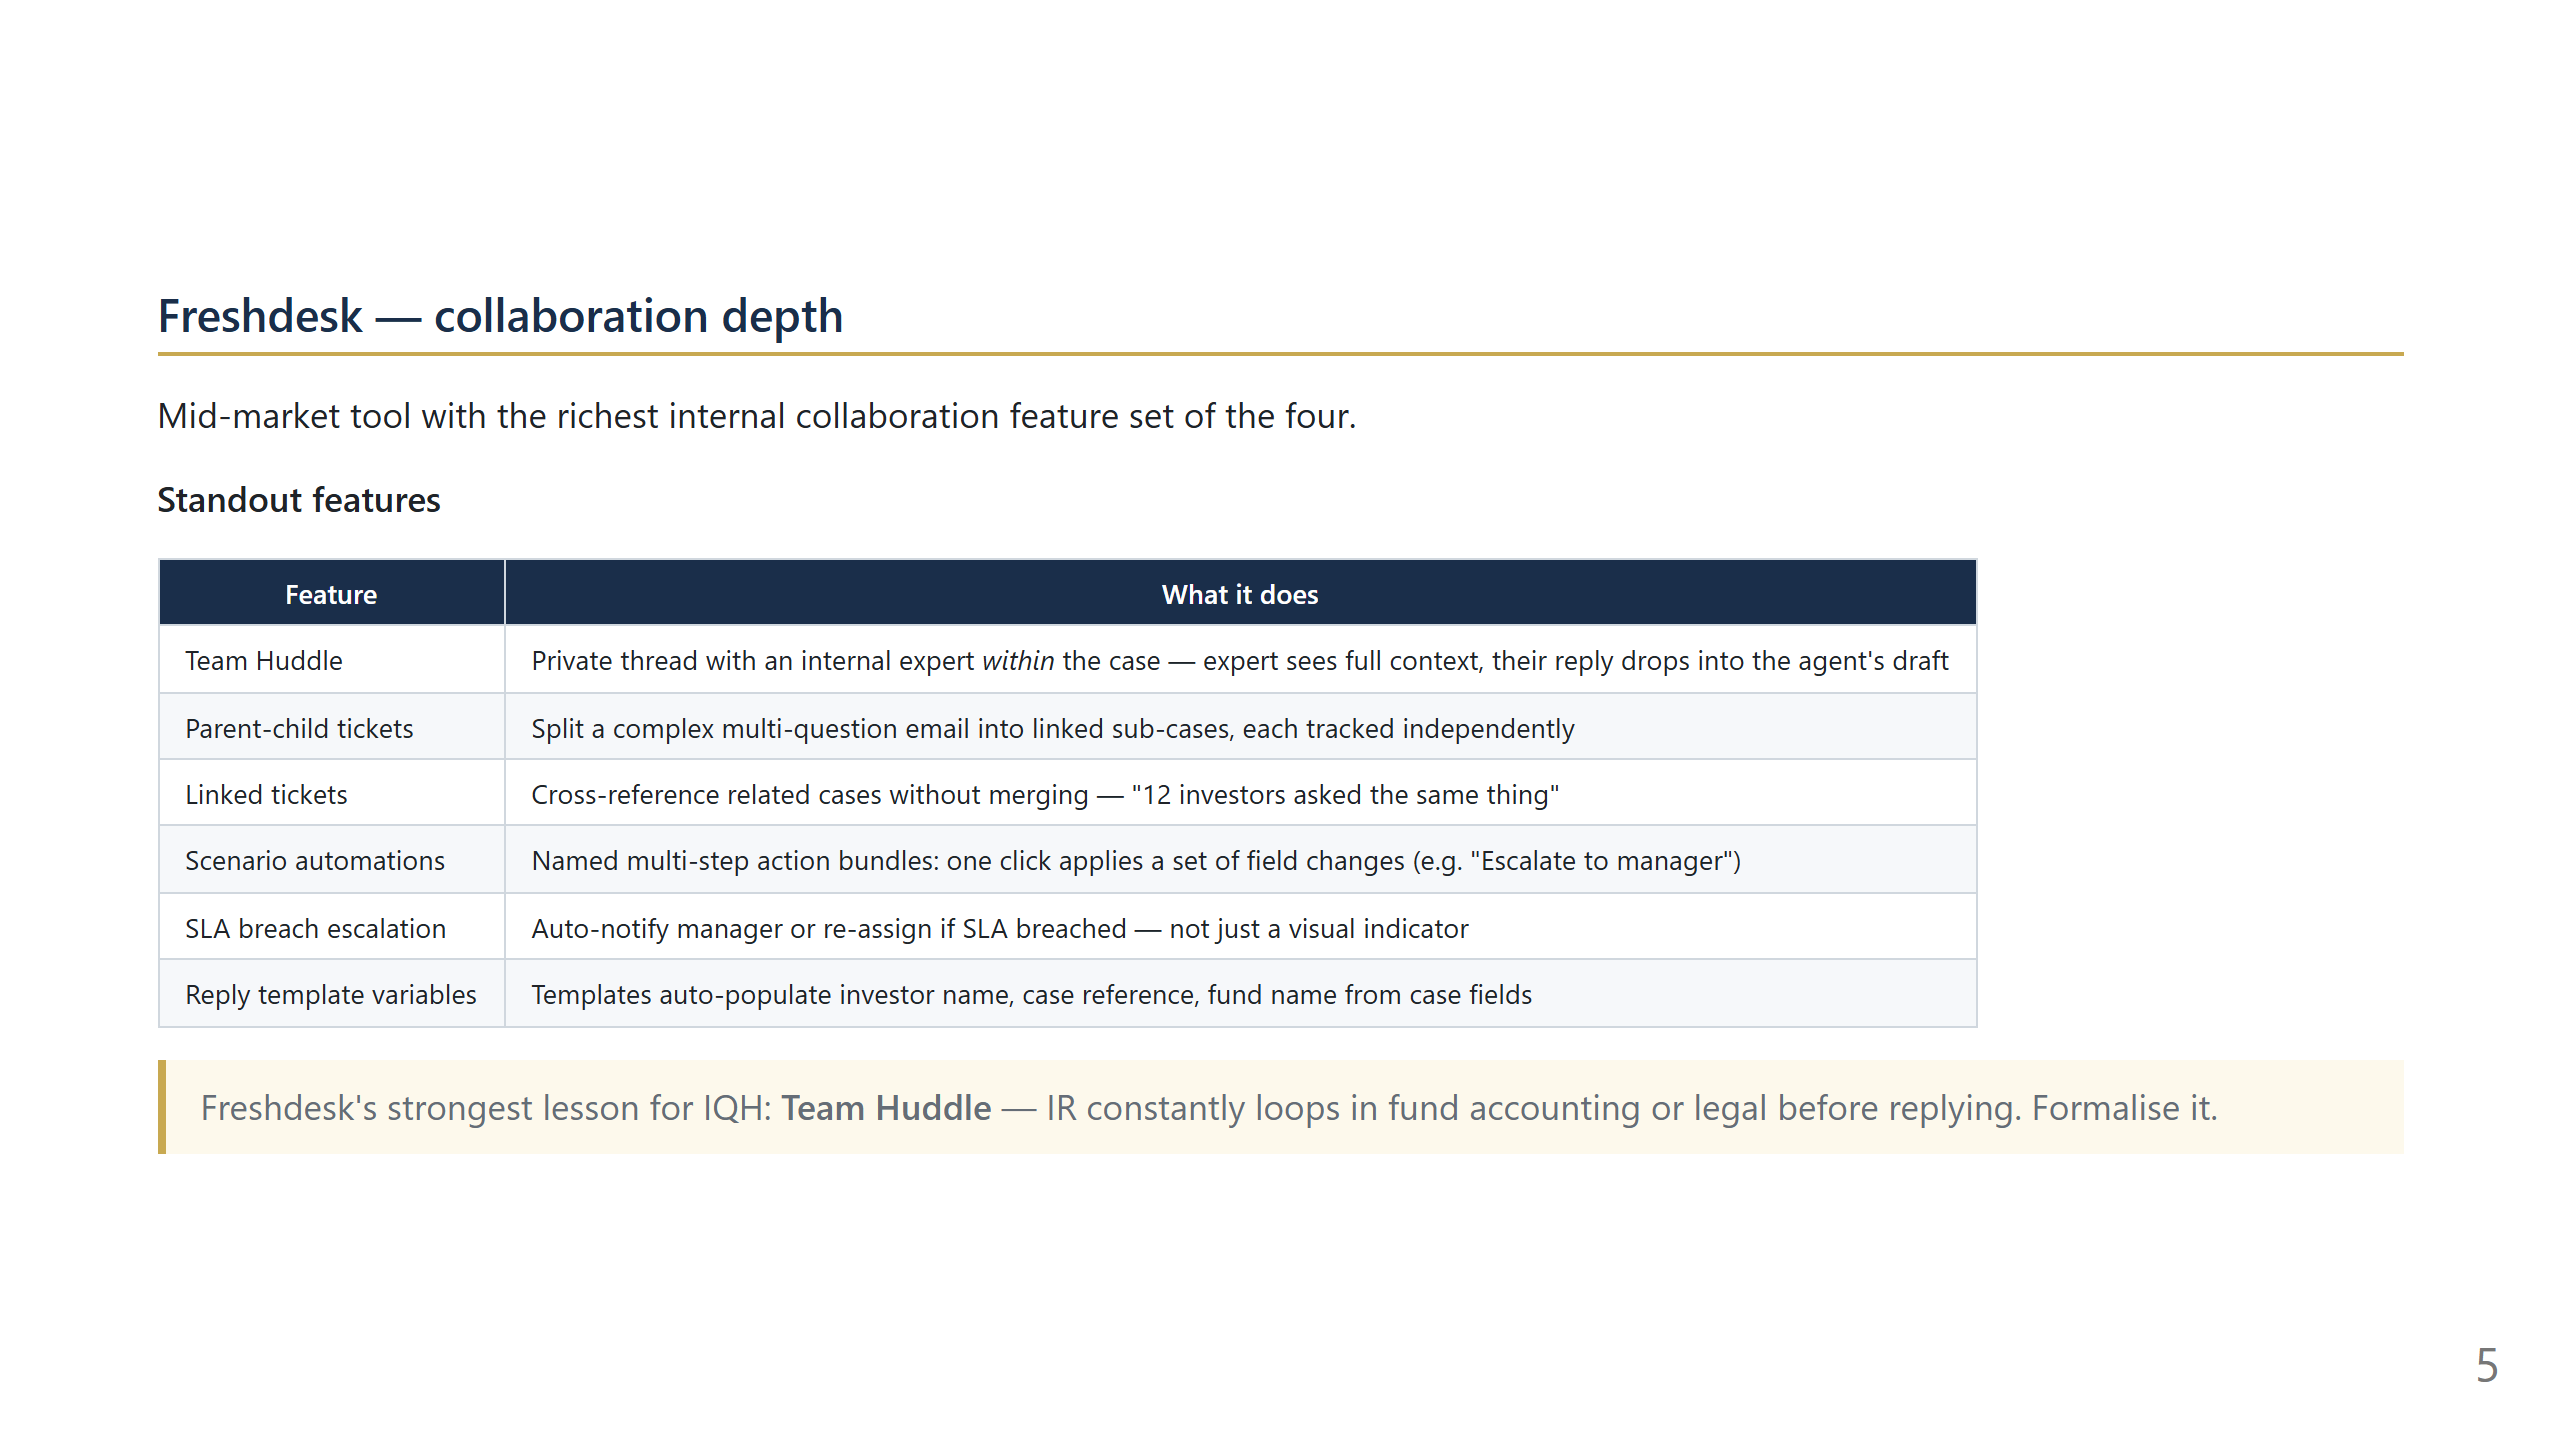 Freshdesk — collaboration depth
Mid-market tool with the richest internal collaboration feature set of the four.
Standout features
Feature What it does
Team Huddle Private thread with an internal expert within the case — expert sees full context, their reply drops into the agent's draft
Parent-child tickets Split a complex multi-question email into linked sub-cases, each tracked independently
Linked tickets Cross-reference related cases without merging — "12 investors asked the same thing"
Scenario automations Named multi-step action bundles: one click applies a set of field changes (e.g. "Escalate to manager")
SLA breach escalation Auto-notify manager or re-assign if SLA breached — not just a visual indicator
Reply template variables Templates auto-populate investor name, case reference, fund name from case fields
Freshdesk's strongest lesson for IQH: Team Huddle — IR constantly loops in fund accounting or legal before replying. Formalise it.
5